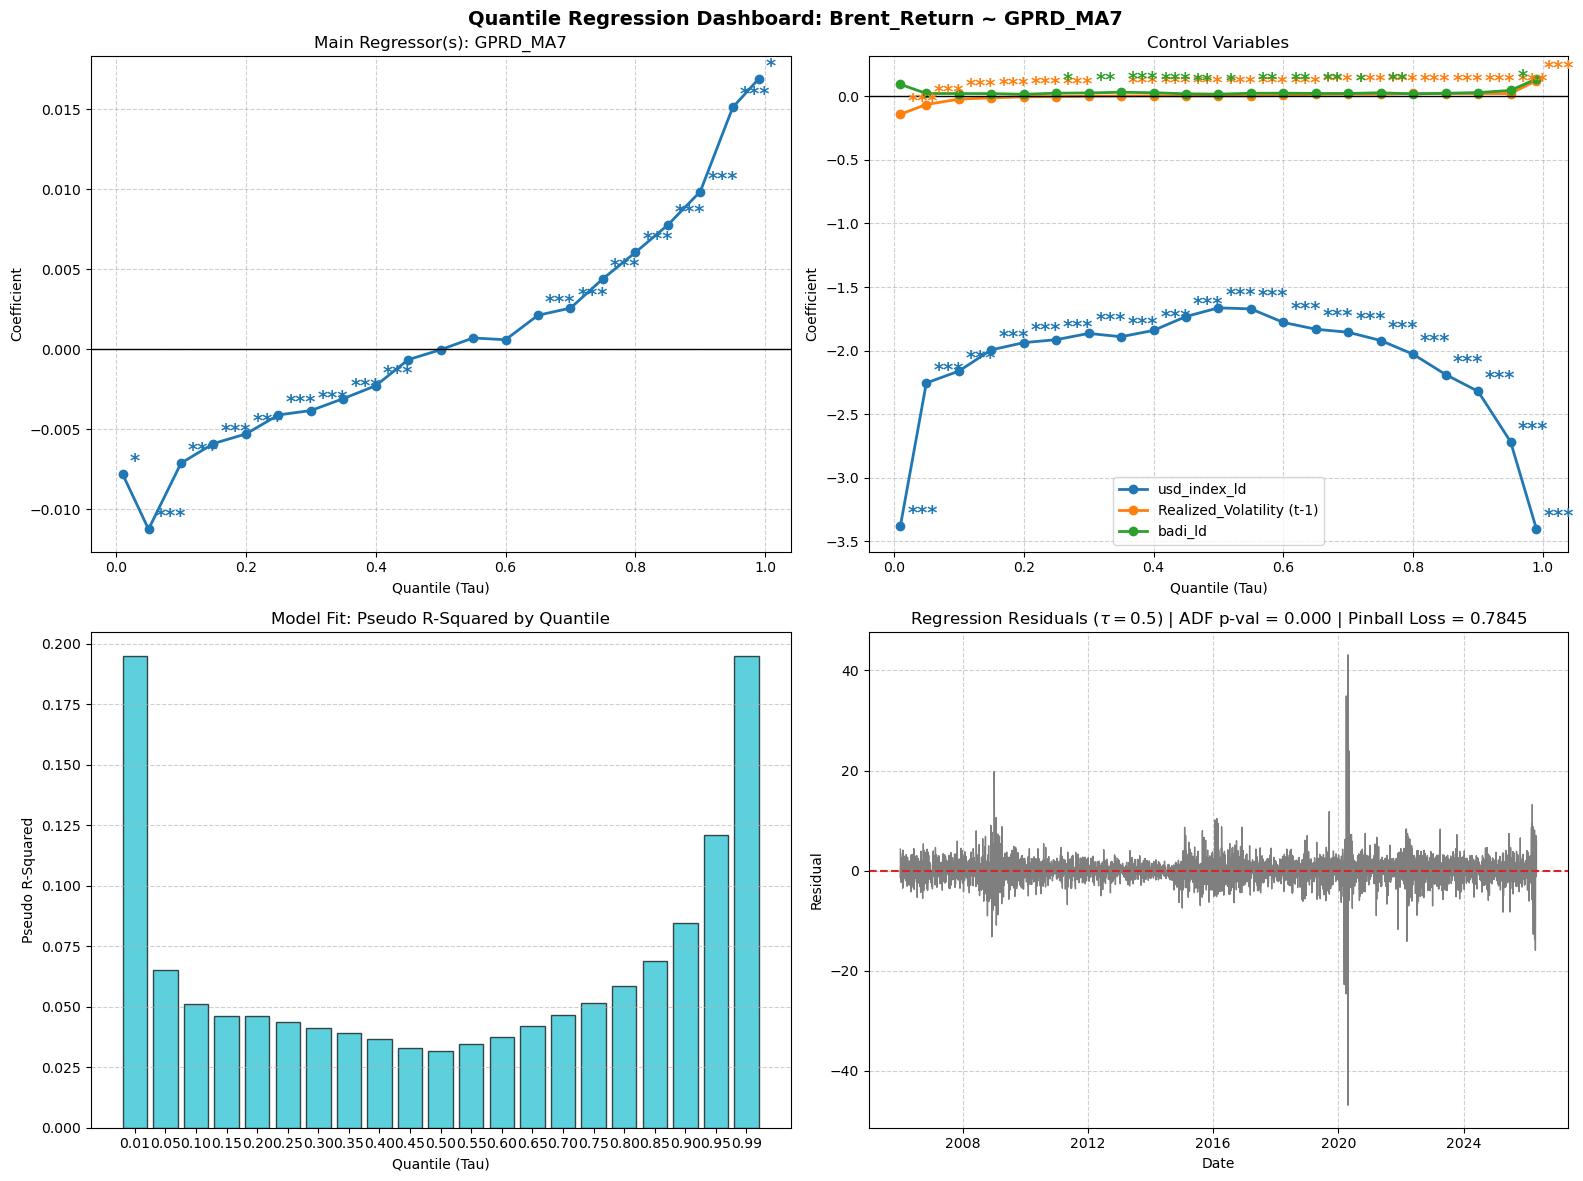 Quantile Regression Dashboard: Brent_Return ~ GPRD_MA7
Main Regressor(s): GPRD_MA7
Coefficient
0.015
0.010
0.005
0.000
−0.005
−0.010
0.0 0.2 0.4 0.6 0.8 1.0
Quantile (Tau)
* *** *** *** *** *** *** *** *** *** *** *** *** *** *** *** *** *
Control Variables
Coefficient
0.0
−0.5
−1.0
−1.5
−2.0
−2.5
−3.0
−3.5
0.0 0.2 0.4 0.6 0.8 1.0
Quantile (Tau)
usd_index_ld
Realized_Volatility (t-1)
badi_ld
Model Fit: Pseudo R-Squared by Quantile
Pseudo R-Squared
0.200
0.175
0.150
0.125
0.100
0.075
0.050
0.025
0.000
0.01 0.05 0.10 0.15 0.20 0.25 0.30 0.35 0.40 0.45 0.50 0.55 0.60 0.65 0.70 0.75 0.80 0.85 0.90 0.95 0.99
Quantile (Tau)
Regression Residuals (τ = 0.5) | ADF p-val = 0.000 | Pinball Loss = 0.7845
Residual
40
20
0
−20
−40
2008 2012 2016 2020 2024
Date